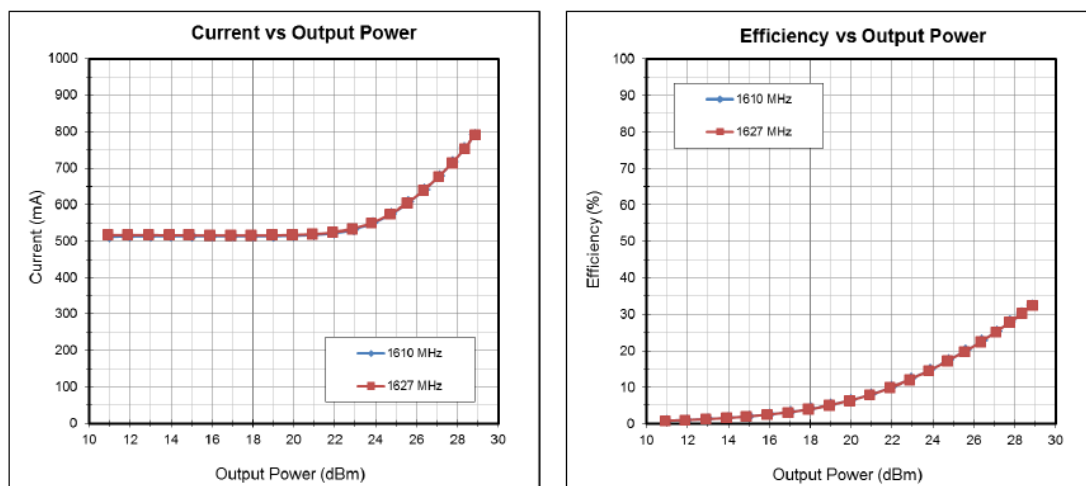 Current vs Output Power
1000
900
800
700
600
500
400
300
200
100
0
Current (mA)
1610 MHz
1627 MHz
10 12 14 16 18 20 22 24 26 28 30
Output Power (dBm)
Efficiency vs Output Power
100
90
80
70
60
50
40
30
20
10
0
Efficiency (%)
1610 MHz
1627 MHz
10 12 14 16 18 20 22 24 26 28 30
Output Power (dBm)